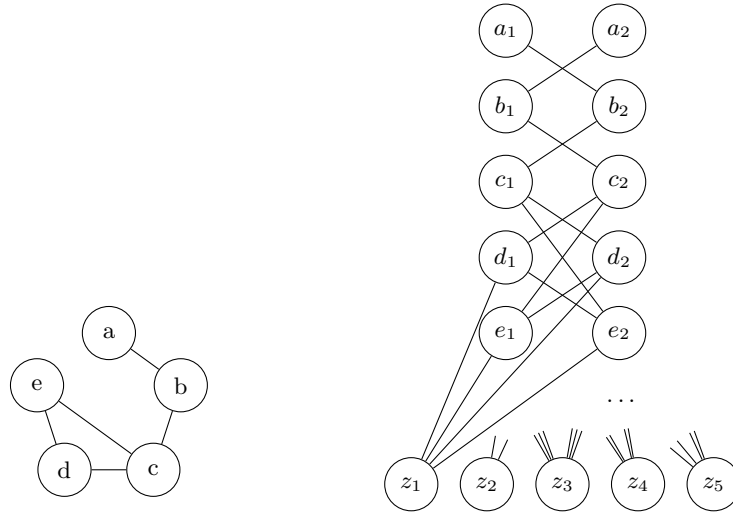 a₁ a₂
b₁ b₂
c₁ c₂
d₁ d₂
a
e₁ e₂
e b
...
d c
z₁ z₂ z₃ z₄ z₅